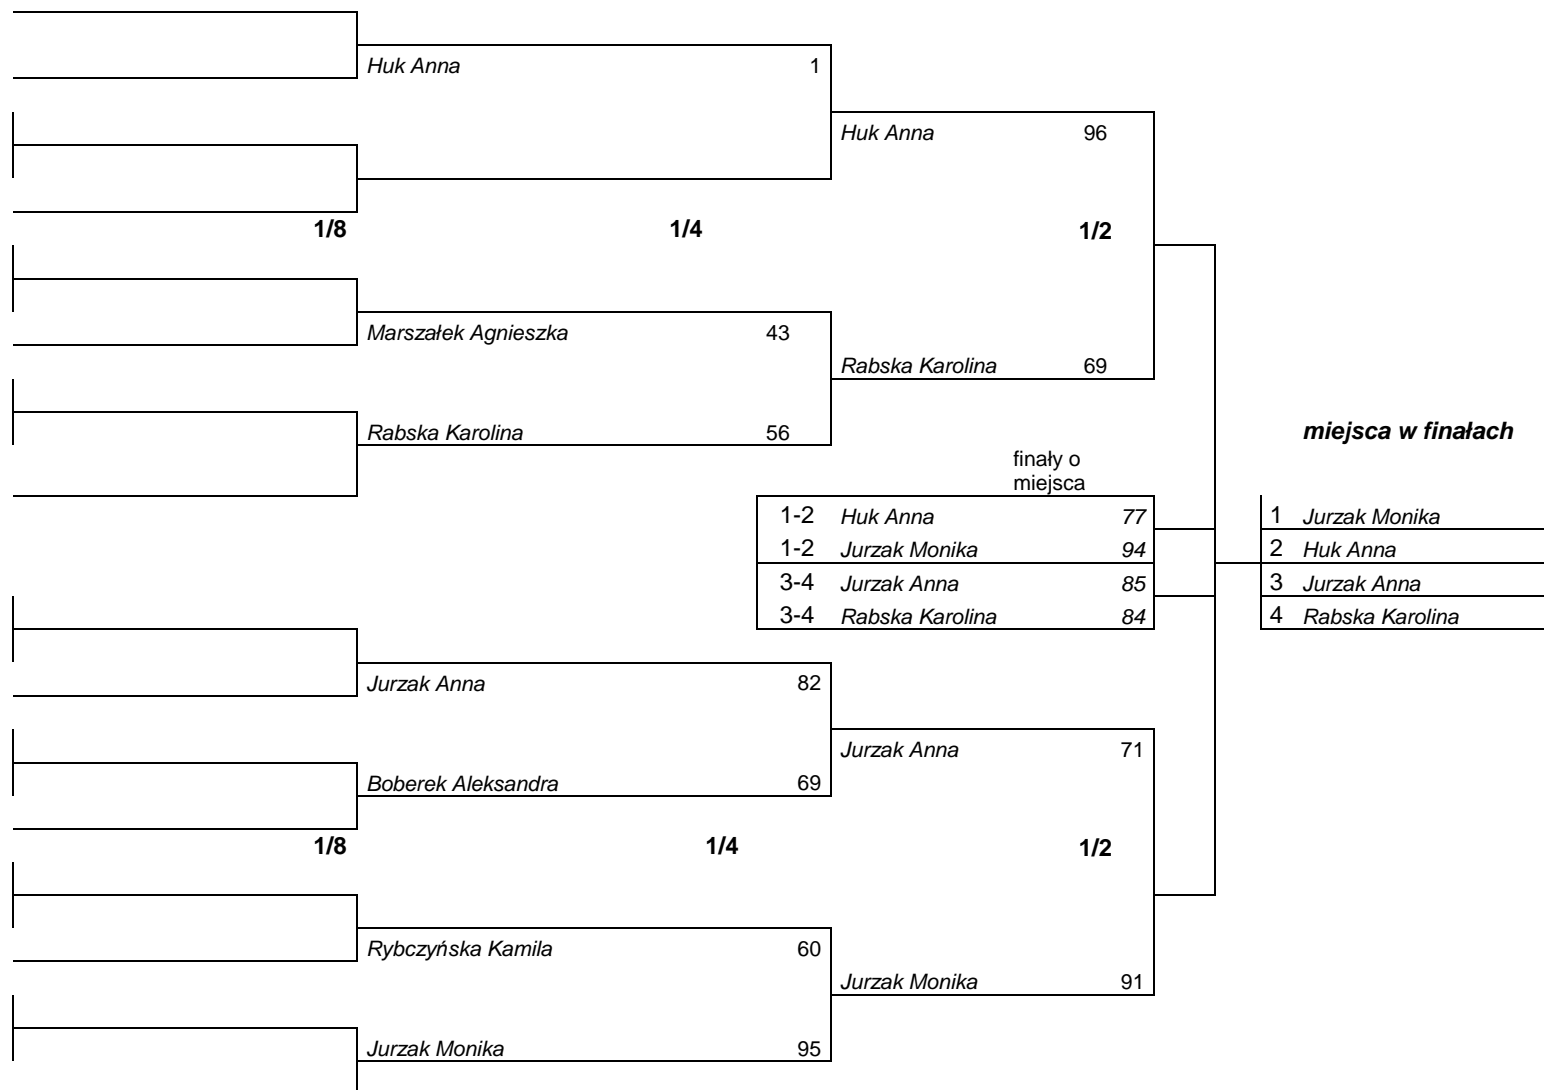 Huk Anna 1
Huk Anna 96
1/8 1/4 1/2
Marszałek Agnieszka 43
Rabska Karolina 69
Rabska Karolina 56
miejsca w finałach
finały o
miejsca
1-2 Huk Anna 77
1 Jurzak Monika
1-2 Jurzak Monika 94
2 Huk Anna
3-4 Jurzak Anna 85
3 Jurzak Anna
3-4 Rabska Karolina 84
4 Rabska Karolina
Jurzak Anna 82
Jurzak Anna 71
Boberek Aleksandra 69
1/8 1/4 1/2
Rybczyńska Kamila 60
Jurzak Monika 91
Jurzak Monika 95